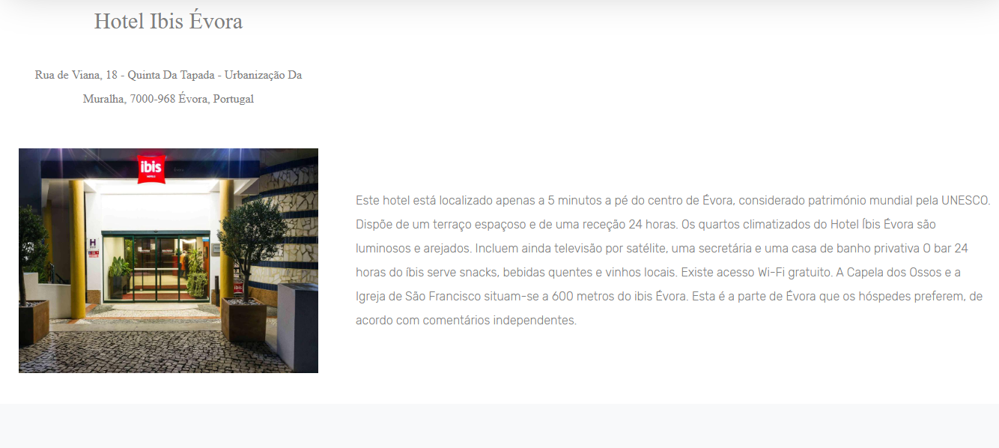 Hotel Ibis Évora
Rua de Viana, 18 - Quinta Da Tapada - Urbanização Da
Muralha, 7000-968 Évora, Portugal
ibis
HOTELS
H
ibis
Este hotel está localizado apenas a 5 minutos a pé do centro de Évora, considerado património mundial pela UNESCO.
Dispõe de um terraço espaçoso e de uma receção 24 horas. Os quartos climatizados do Hotel Íbis Évora são
luminosos e arejados. Incluem ainda televisão por satélite, uma secretária e uma casa de banho privativa O bar 24
horas do íbis serve snacks, bebidas quentes e vinhos locais. Existe acesso Wi-Fi gratuito. A Capela dos Ossos e a
Igreja de São Francisco situam-se a 600 metros do ibis Évora. Esta é a parte de Évora que os hóspedes preferem, de
acordo com comentários independentes.